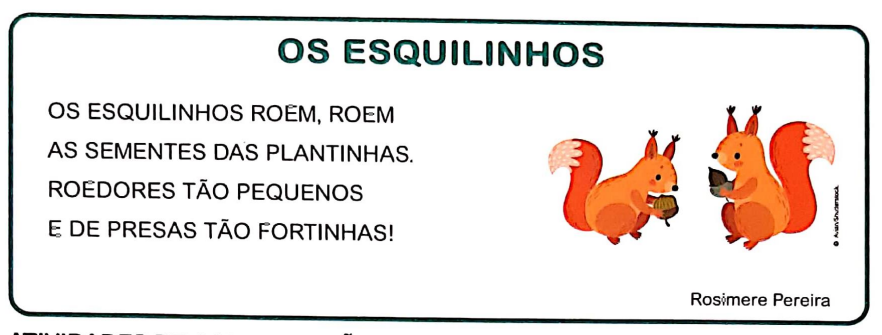 OS ESQUILINHOS
OS ESQUILINHOS ROEM, ROEM
AS SEMENTES DAS PLANTINHAS.
ROEDORES TÃO PEQUENOS
E DE PRESAS TÃO FORTINHAS!
Rosimere Pereira